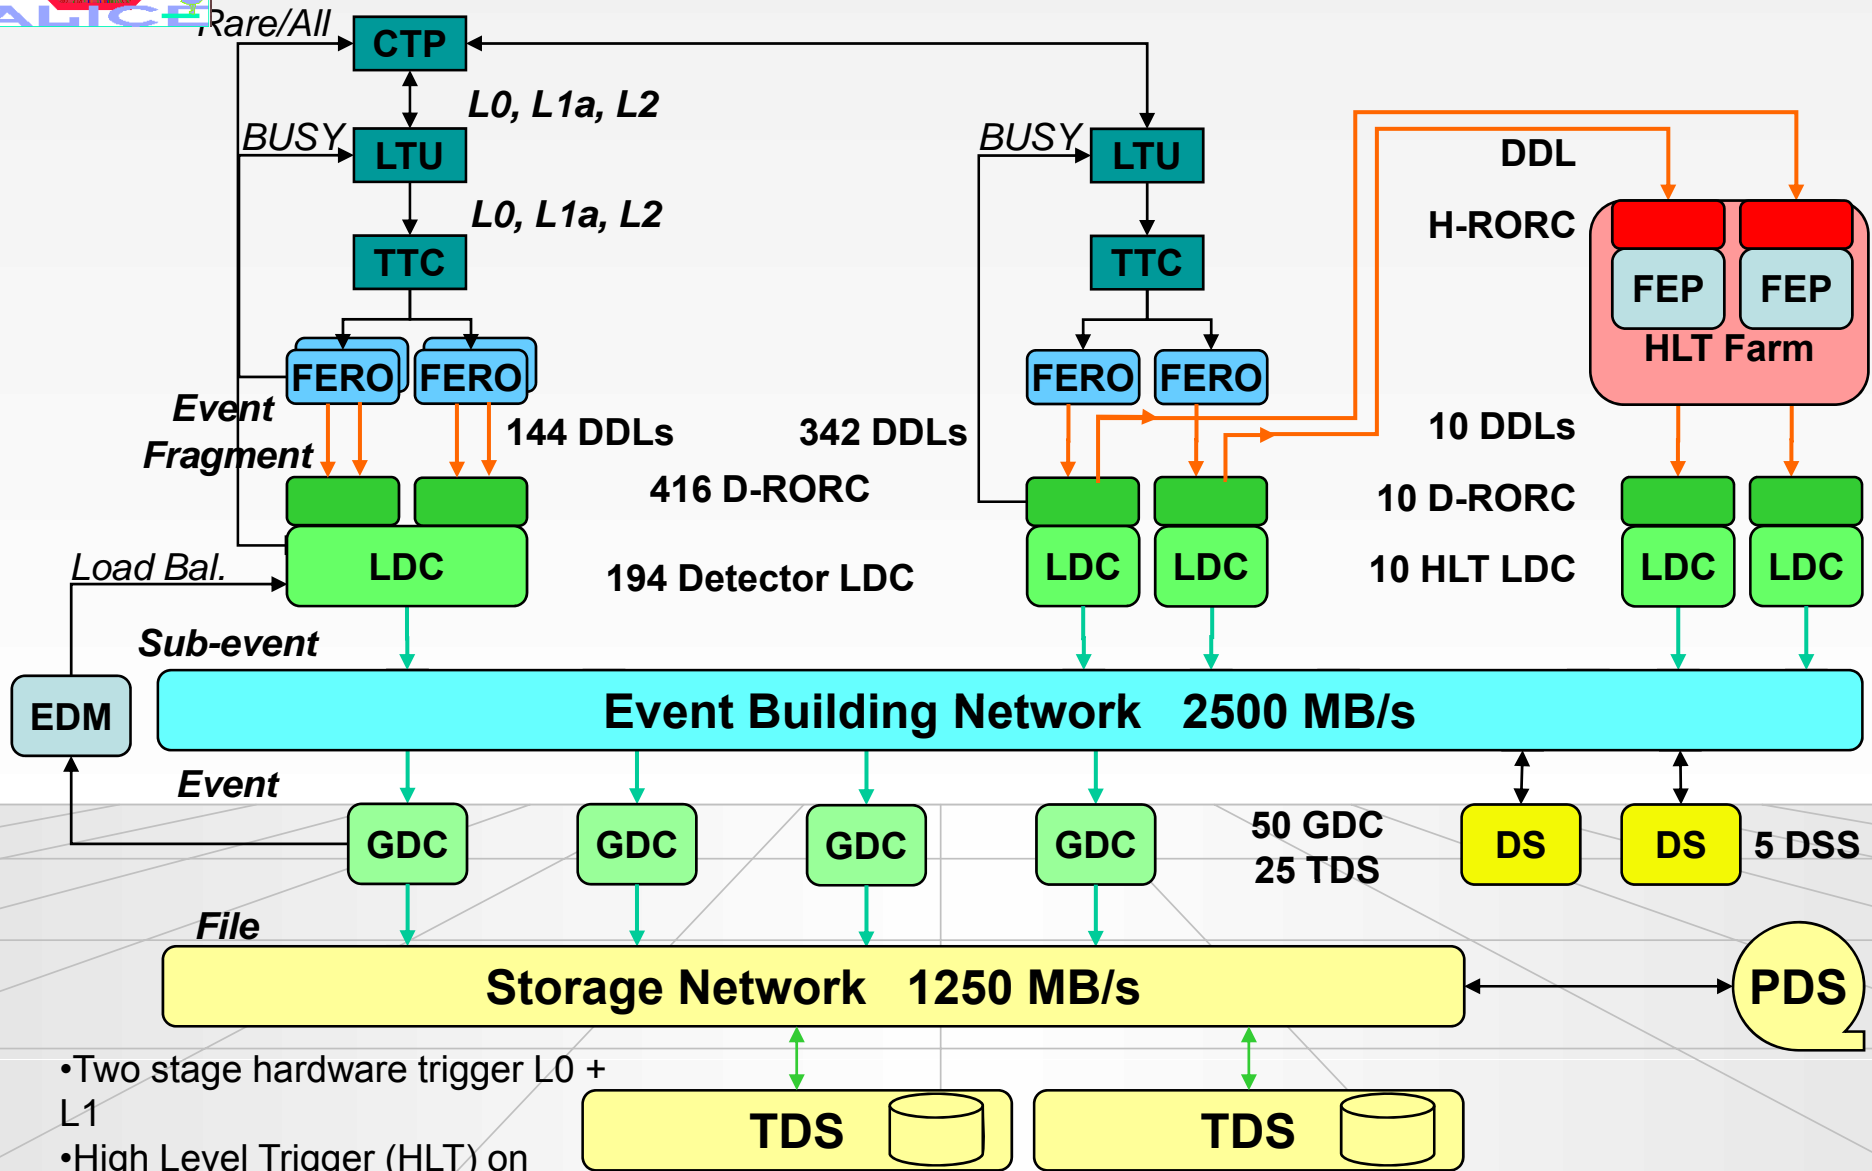 ALICE
Rare/All
CTP
L0, L1a, L2
BUSY
LTU
BUSY
LTU
DDL
L0, L1a, L2
H-RORC
TTC
TTC
FEP
FEP
HLT Farm
FERO
FERO
FERO
FERO
Event
Fragment
144 DDLs
342 DDLs
10 DDLs
416 D-RORC
10 D-RORC
Load Bal.
LDC
194 Detector LDC
LDC
LDC
10 HLT LDC
LDC
LDC
Sub-event
EDM
Event Building Network 2500 MB/s
Event
GDC
GDC
GDC
GDC
50 GDC
25 TDS
DS
DS
5 DSS
File
Storage Network 1250 MB/s
PDS
•Two stage hardware trigger L0 +
L1
•High Level Trigger (HLT) on
TDS
TDS